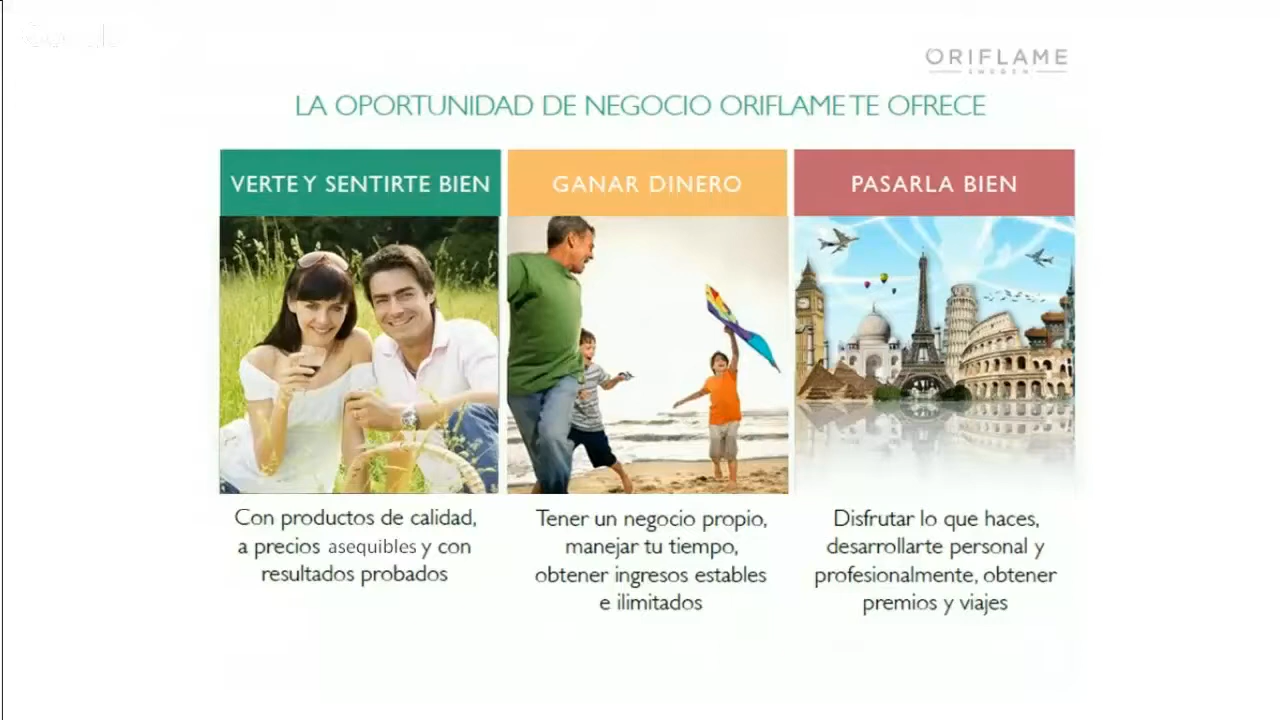 ORIFLAME
SWEDEN
LA OPORTUNIDAD DE NEGOCIO ORIFLAME TE OFRECE
VERTE Y SENTIRTE BIEN
GANAR DINERO
PASARLA BIEN
Con productos de calidad,
a precios asequibles y con
resultados probados
Tener un negocio propio,
manejar tu tiempo,
obtener ingresos estables
e ilimitados
Disfrutar lo que haces,
desarrollarte personal y
profesionalmente, obtener
premios y viajes